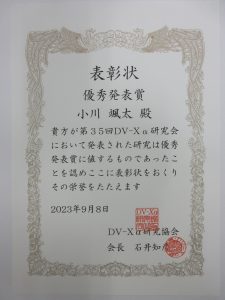 表彰状
優秀発表賞
小川 颯太 殿
貴方が第35回DV-Xα研究会
において発表された研究は優秀
発表賞に値するものであったこ
とを認めここに表彰状をおくり
その栄誉をたたえます
2023年9月8日
DV-Xα
DV-Xα研究協会
会長 石井知彦